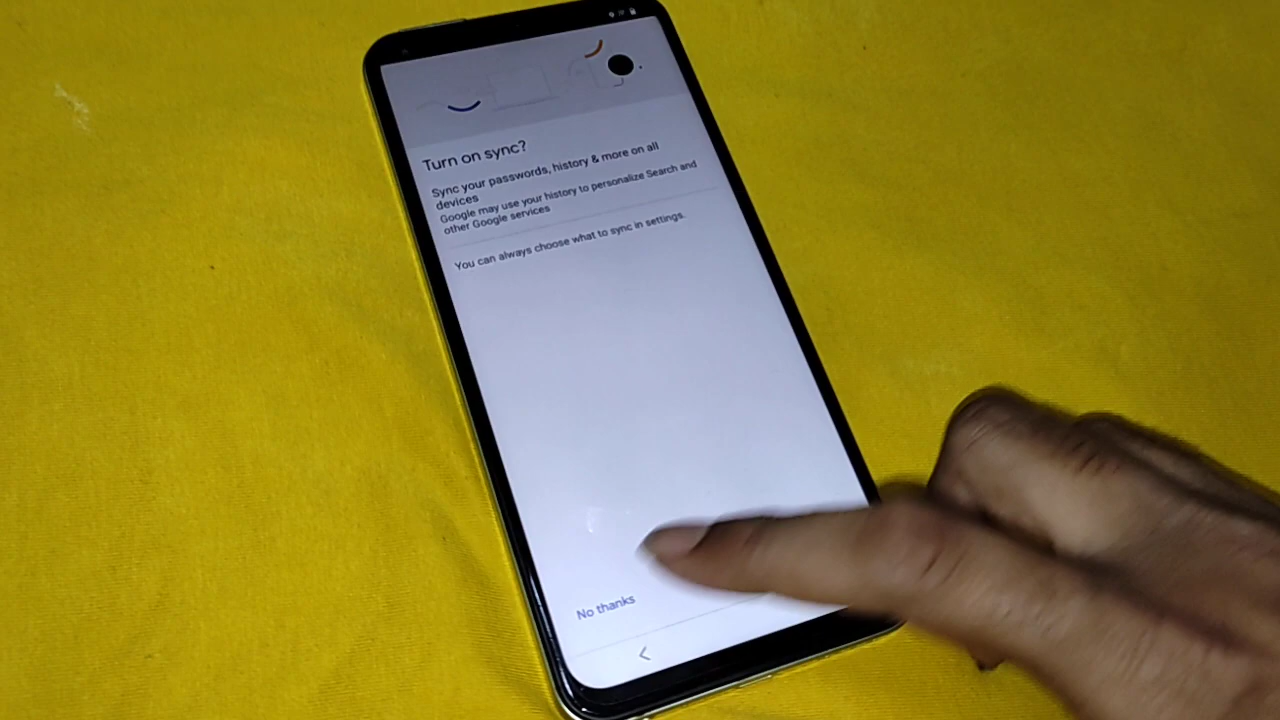 Turn on sync?
Sync your passwords, history & more on all
devices
Google may use your history to personalize Search and
other Google services
You can always choose what to sync in settings.
No thanks